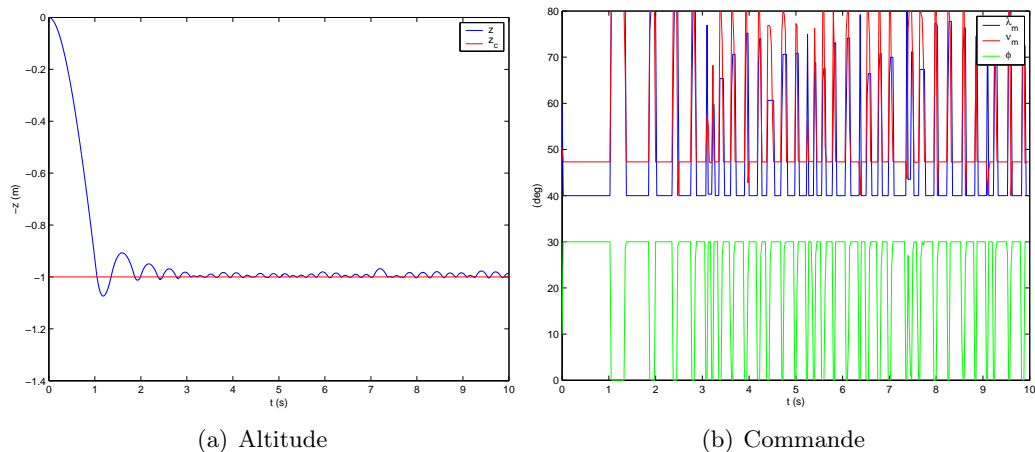 0
−0.2
−0.4
−0.6
−0.8
−1
−1.2
−1.4
−z (m)
0 1 2 3 4 5 6 7 8 9 10
t (s)
z
z_c
80
70
60
50
40
30
20
10
0
(deg)
0 1 2 3 4 5 6 7 8 9 10
t (s)
λ_m
ν_m
ϕ
(a) Altitude
(b) Commande